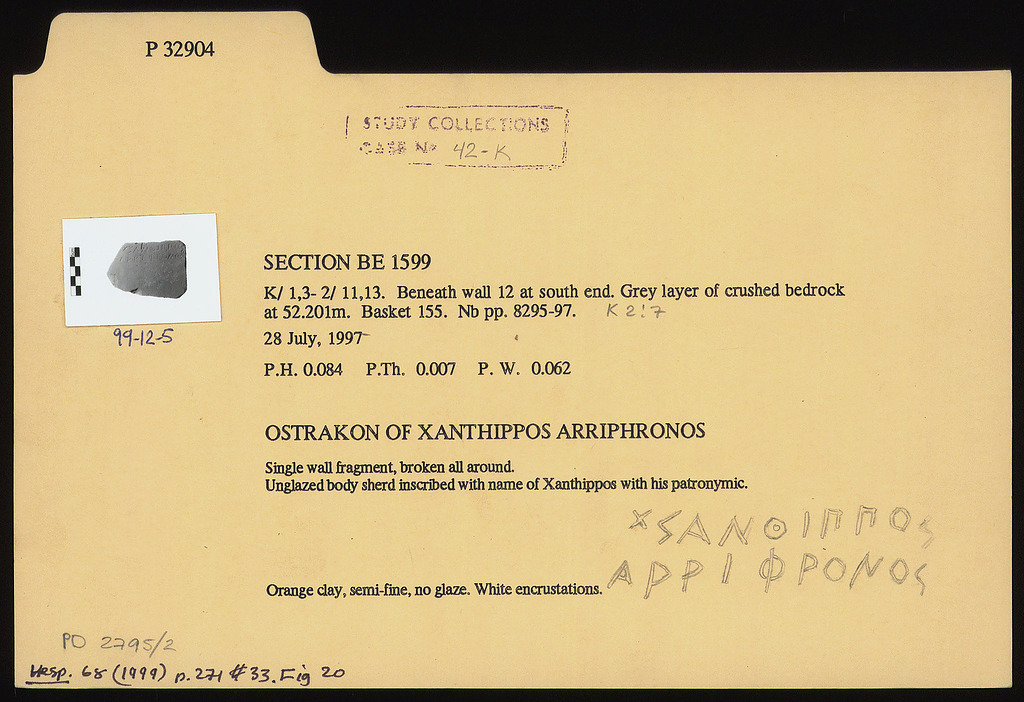 P 32904
STUDY COLLECTIONS
CASE Nº 42-K
SECTION BE 1599
K/ 1,3- 2/ 11,13. Beneath wall 12 at south end. Grey layer of crushed bedrock
at 52.201m. Basket 155. Nb pp. 8295-97. K 2:7
99-12-5
28 July, 1997
P.H. 0.084 P.Th. 0.007 P. W. 0.062
OSTRAKON OF XANTHIPPOS ARRIPHRONOS
Single wall fragment, broken all around.
Unglazed body sherd inscribed with name of Xanthippos with his patronymic.
ΧSΑΝΘΙΠΠΟS
ΑΡΡΙΦΡΟΝΟS
Orange clay, semi-fine, no glaze. White encrustations.
PD 2795/2
Hesp. 68 (1999) p. 271 #33. Fig 20